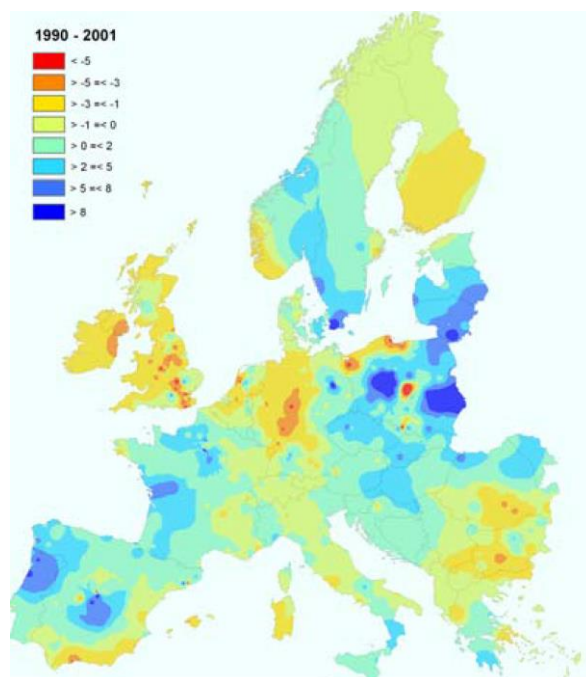 1990 - 2001
< -5
> -5 =< -3
> -3 =< -1
> -1 =< 0
> 0 =< 2
> 2 =< 5
> 5 =< 8
> 8